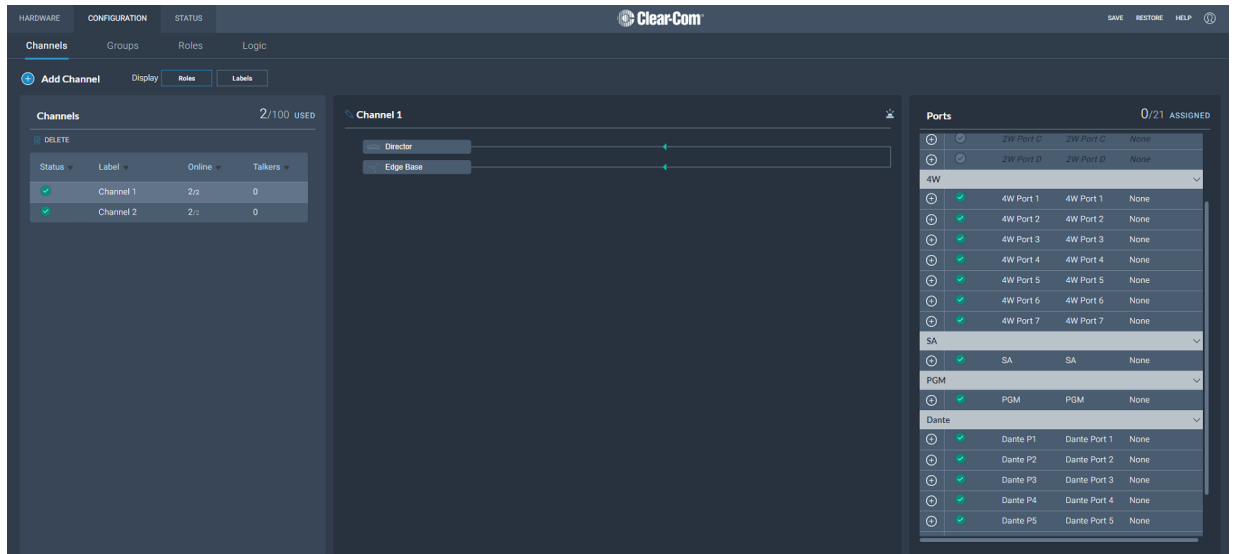 HARDWARE CONFIGURATION STATUS Clear-Com® SAVE RESTORE HELP
Channels Groups Roles Logic
Add Channel Display Roles Labels
Channels 2/100 USED
DELETE
Status Label Online Talkers
Channel 1 2/2 0
Channel 2 2/2 0
Channel 1
Director
Edge Base
Ports 0/21 ASSIGNED
2W Port C 2W Port C None
2W Port D 2W Port D None
4W
4W Port 1 4W Port 1 None
4W Port 2 4W Port 2 None
4W Port 3 4W Port 3 None
4W Port 4 4W Port 4 None
4W Port 5 4W Port 5 None
4W Port 6 4W Port 6 None
4W Port 7 4W Port 7 None
SA
SA SA None
PGM
PGM PGM None
Dante
Dante P1 Dante Port 1 None
Dante P2 Dante Port 2 None
Dante P3 Dante Port 3 None
Dante P4 Dante Port 4 None
Dante P5 Dante Port 5 None